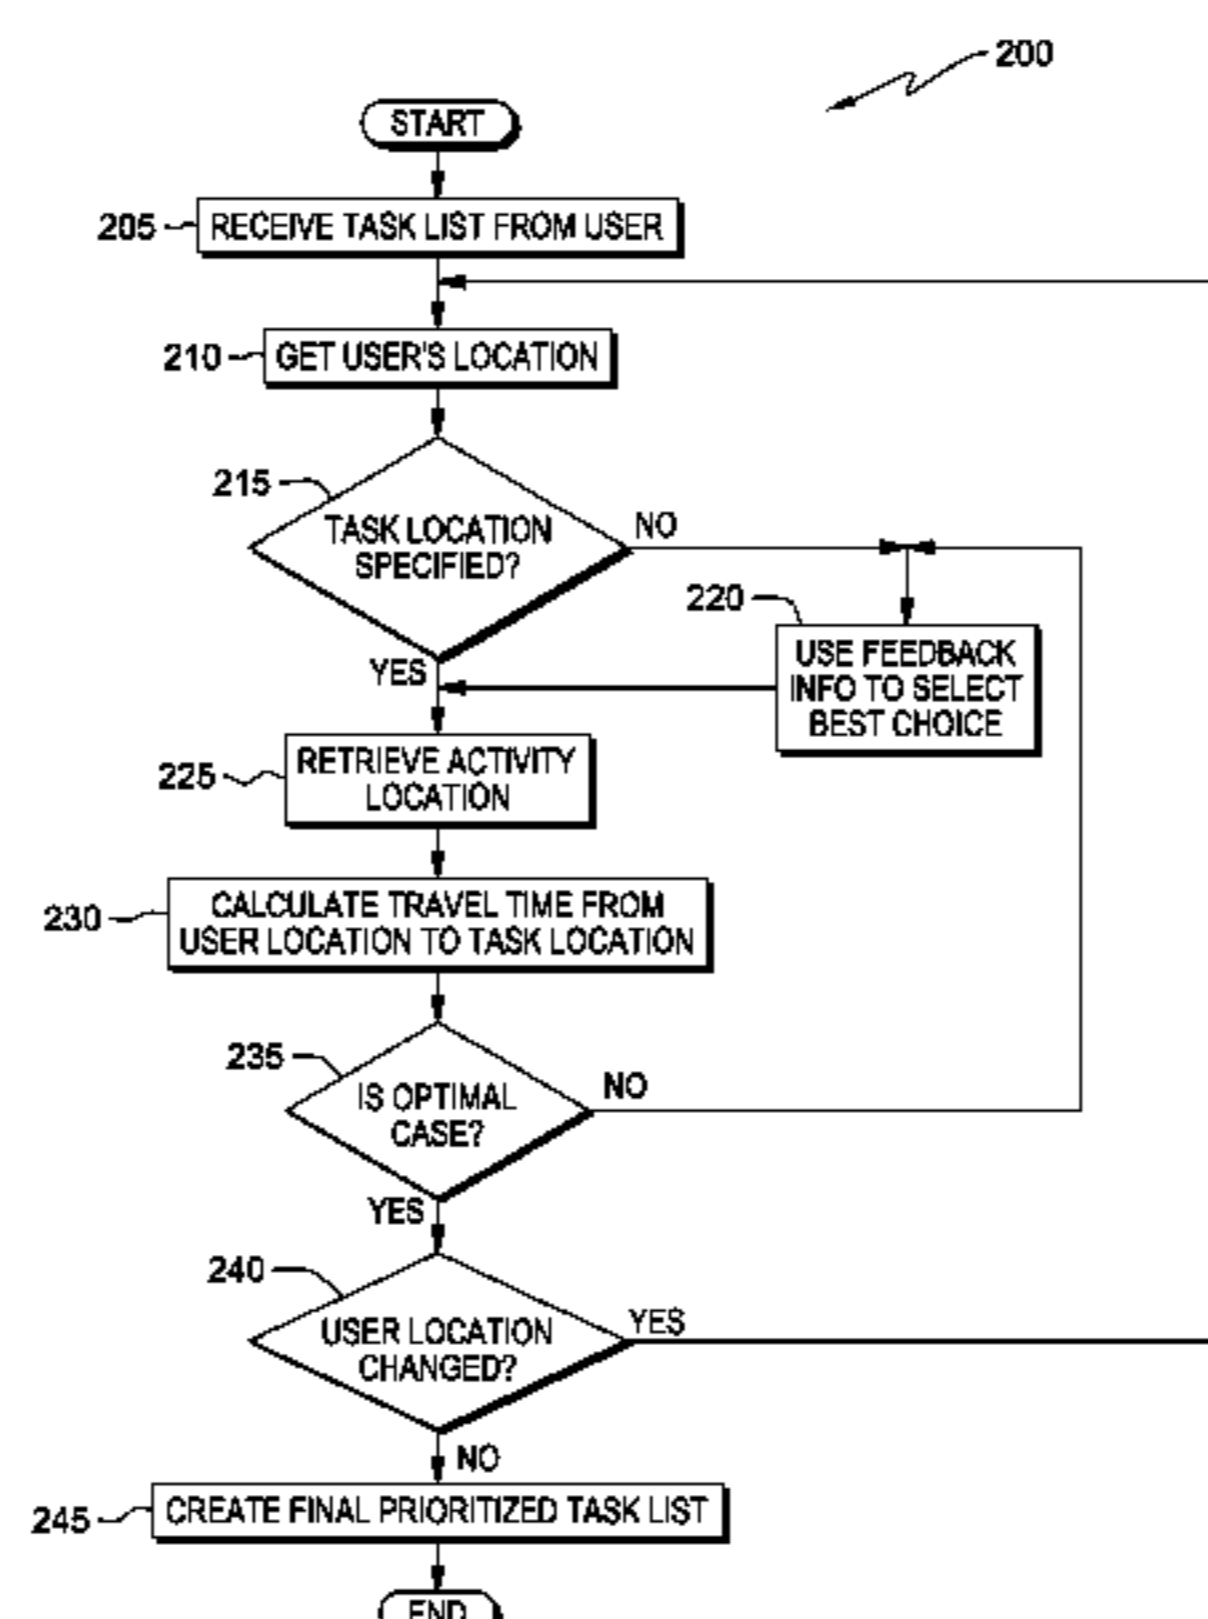 200
START
205
RECEIVE TASK LIST FROM USER
210
GET USER'S LOCATION
215
TASK LOCATION
SPECIFIED?
NO
YES
220
USE FEEDBACK
INFO TO SELECT
BEST CHOICE
225
RETRIEVE ACTIVITY
LOCATION
230
CALCULATE TRAVEL TIME FROM
USER LOCATION TO TASK LOCATION
235
IS OPTIMAL
CASE?
NO
YES
240
USER LOCATION
CHANGED?
YES
NO
245
CREATE FINAL PRIORITIZED TASK LIST
END